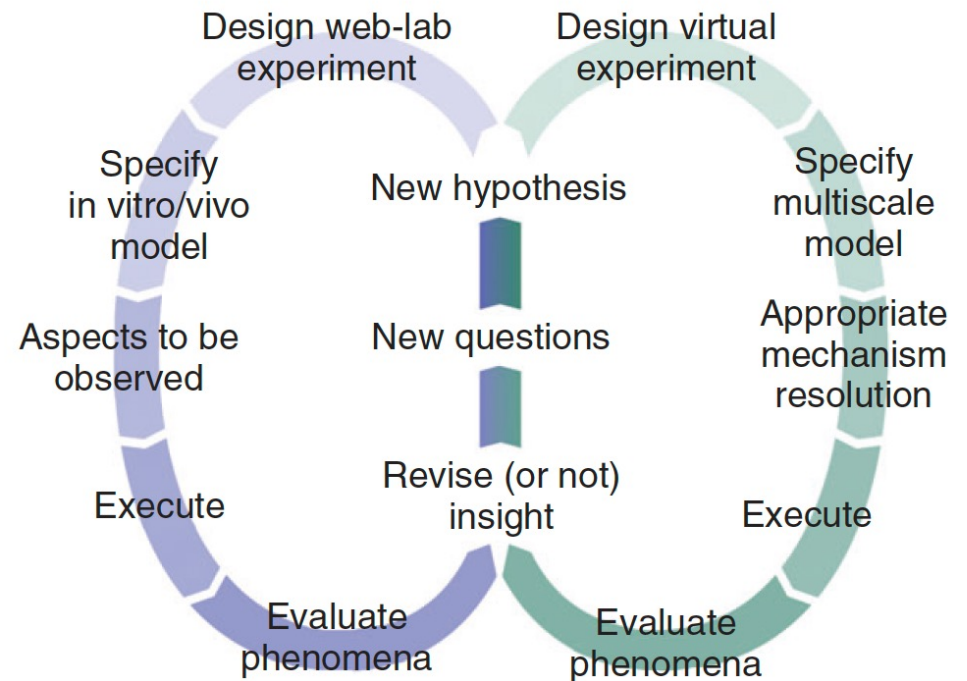 Design web-lab
experiment
Design virtual
experiment
Specify
in vitro/vivo
model
New hypothesis
Specify
multiscale
model
Aspects to be
observed
New questions
Appropriate
mechanism
resolution
Execute
Revise (or not)
insight
Execute
Evaluate
phenomena
Evaluate
phenomena